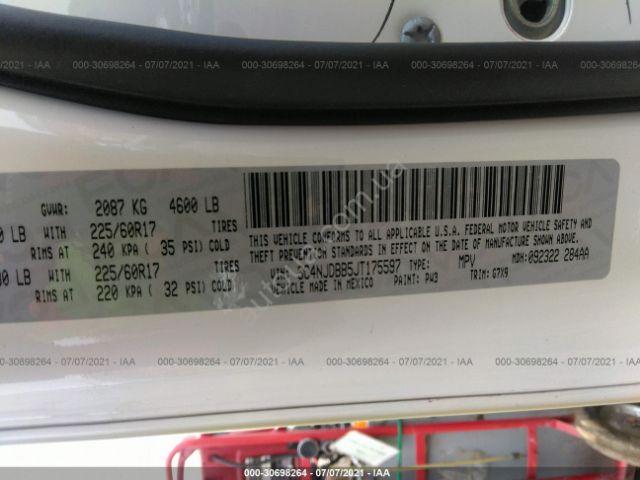 000-30698264 - 07/07/2021 - IAA
000-30698264 - 07/07/2021 - IAA
000-30698264 - 07/07/2021 - IAA
GVWR: 2087 KG 4600 LB
LB WITH 225/60R17 TIRES
RIMS AT 240 KPA ( 35 PSI) COLD
LB WITH 225/60R17 TIRES
RIMS AT 220 KPA ( 32 PSI) COLD
THIS VEHICLE CONFORMS TO ALL APPLICABLE U.S.A. FEDERAL MOTOR VEHICLE SAFETY AND
THEFT PREVENTION STANDARDS IN EFFECT ON THE DATE OF MANUFACTURE SHOWN ABOVE.
VIN: 3C4NJDBB5JT175597 TYPE: MPV MDH:092322 284AA
VEHICLE MADE IN MEXICO PAINT: PW3 TRIM: G7X9
000-30698264 - 07/07/2021 - IAA
000-30698264 - 07/07/2021 - IAA
000-30698264 - 07/07/2021 - IAA
000-30698264 - 07/07/2021 - IAA